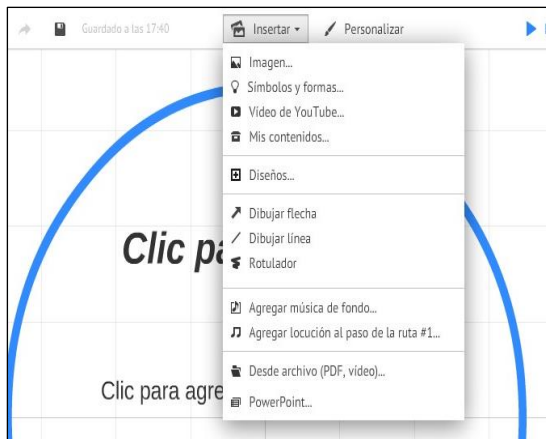 Guardado a las 17:40
Insertar
Personalizar
Imagen...
Símbolos y formas...
Vídeo de YouTube...
Mis contenidos...
Diseños...
Dibujar flecha
Dibujar línea
Rotulador
Clic pa
Agregar música de fondo...
Agregar locución al paso de la ruta #1...
Desde archivo (PDF, vídeo)...
Clic para agre
PowerPoint...